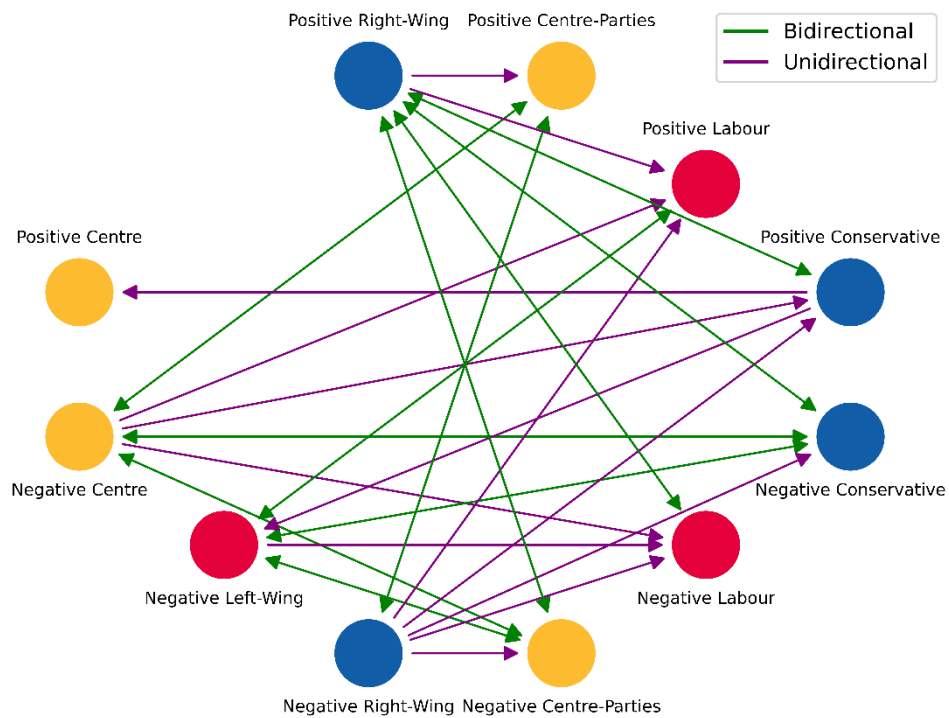 Positive Right-Wing
Positive Centre-Parties
Bidirectional
Unidirectional
Positive Labour
Positive Centre
Positive Conservative
Negative Centre
Negative Conservative
Negative Left-Wing
Negative Labour
Negative Right-Wing
Negative Centre-Parties